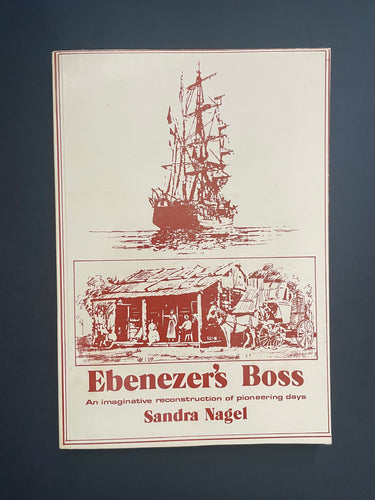 Ebenezer's Boss
An imaginative reconstruction of pioneering days
Sandra Nagel